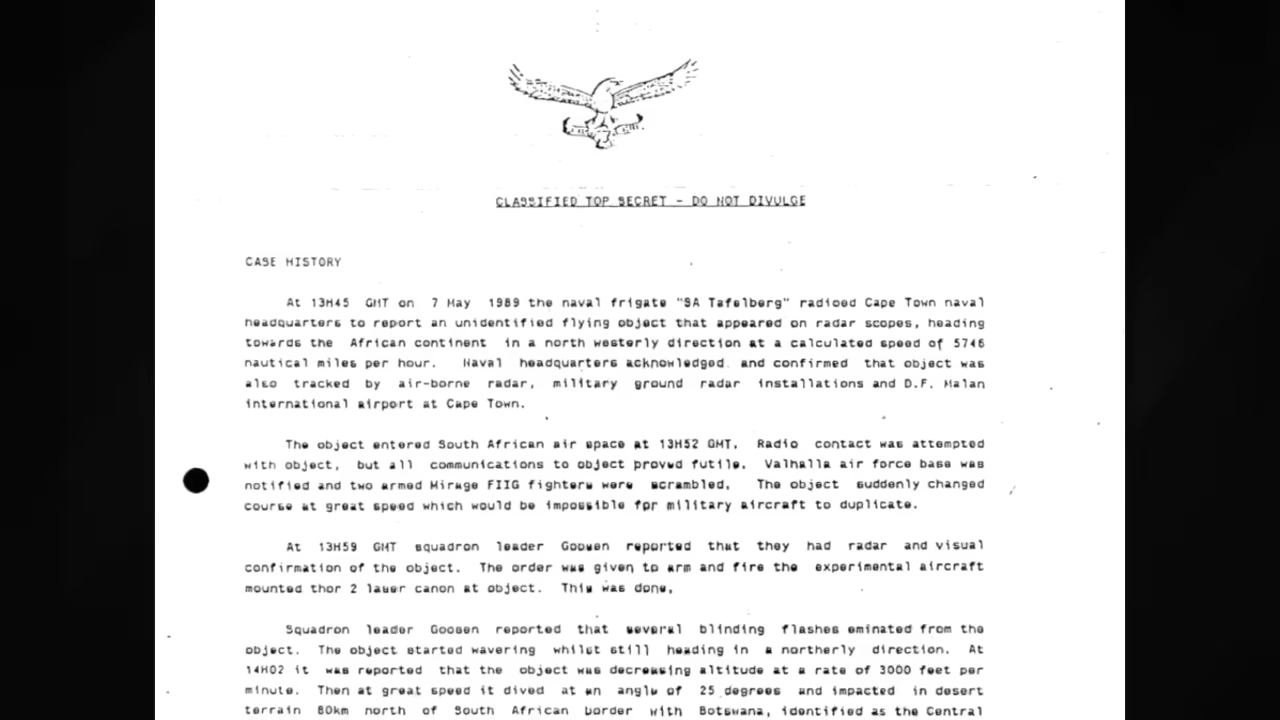 CLASSIFIED TOP SECRET - DO NOT DIVULGE
CASE HISTORY
At 13H45 GMT on 7 May 1989 the naval frigate "SA Tafelberg" radioed Cape Town naval
headquarters to report an unidentified flying object that appeared on radar scopes, heading
towards the African continent in a north westerly direction at a calculated speed of 5746
nautical miles per hour. Naval headquarters acknowledged and confirmed that object was
also tracked by air-borne radar, military ground radar installations and D.F. Malan
international airport at Cape Town.
The object entered South African air space at 13H52 GMT. Radio contact was attempted
with object, but all communications to object proved futile. Valhalla air force base was
notified and two armed Mirage FIIG fighters were scrambled. The object suddenly changed
course at great speed which would be impossible for military aircraft to duplicate.
At 13H59 GMT squadron leader Goosen reported that they had radar and visual
confirmation of the object. The order was given to arm and fire the experimental aircraft
mounted thor 2 laser canon at object. This was done.
Squadron leader Goosen reported that several blinding flashes eminated from the
object. The object started wavering whilst still heading in a northerly direction. At
14H02 it was reported that the object was decreasing altitude at a rate of 3000 feet per
minute. Then at great speed it dived at an angle of 25 degrees and impacted in desert
terrain 80km north of South African border with Botswana, identified as the Central